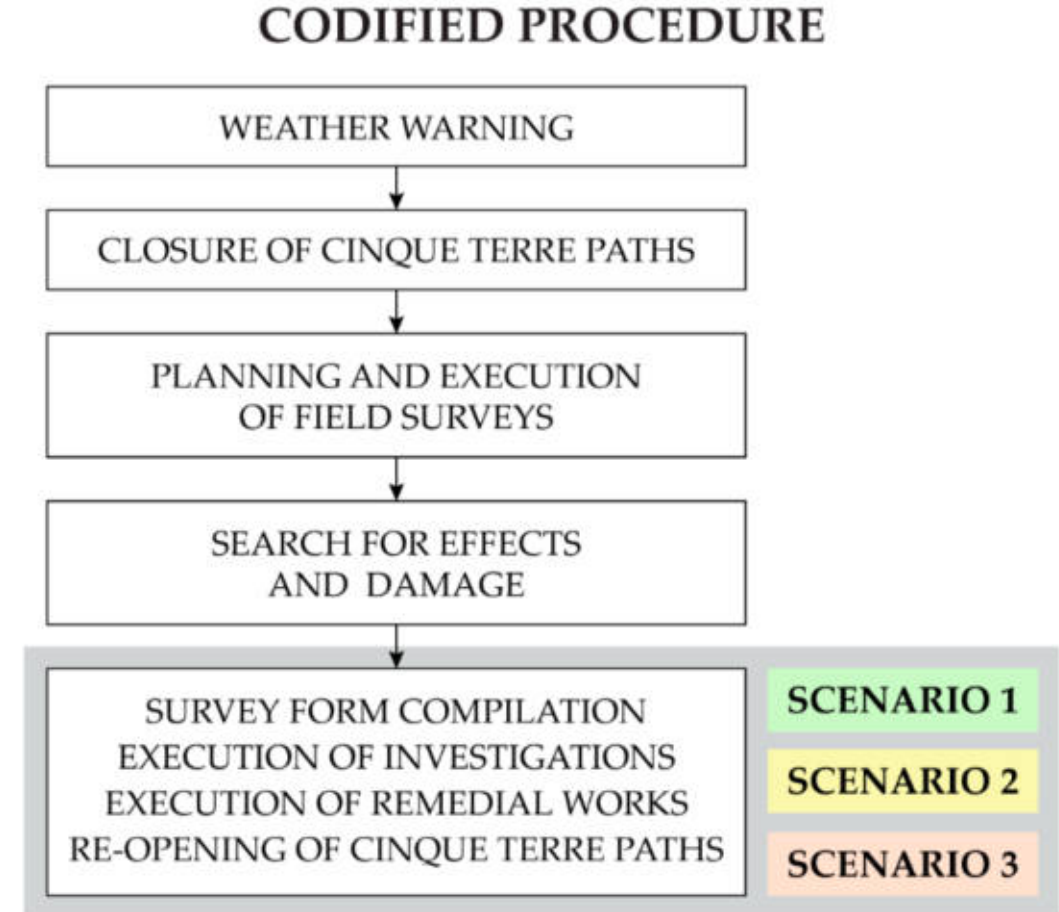 CODIFIED PROCEDURE
WEATHER WARNING
CLOSURE OF CINQUE TERRE PATHS
PLANNING AND EXECUTION
OF FIELD SURVEYS
SEARCH FOR EFFECTS
AND DAMAGE
SURVEY FORM COMPILATION
EXECUTION OF INVESTIGATIONS
EXECUTION OF REMEDIAL WORKS
RE-OPENING OF CINQUE TERRE PATHS
SCENARIO 1
SCENARIO 2
SCENARIO 3